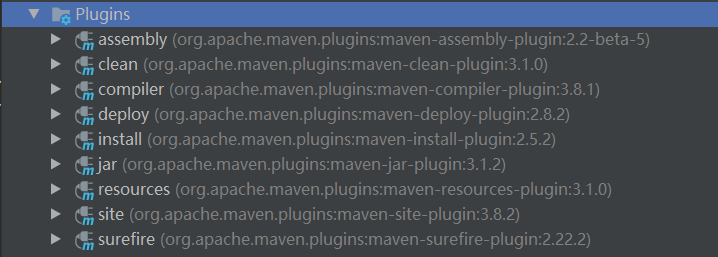 Plugins
assembly (org.apache.maven.plugins:maven-assembly-plugin:2.2-beta-5)
clean (org.apache.maven.plugins:maven-clean-plugin:3.1.0)
compiler (org.apache.maven.plugins:maven-compiler-plugin:3.8.1)
deploy (org.apache.maven.plugins:maven-deploy-plugin:2.8.2)
install (org.apache.maven.plugins:maven-install-plugin:2.5.2)
jar (org.apache.maven.plugins:maven-jar-plugin:3.1.2)
resources (org.apache.maven.plugins:maven-resources-plugin:3.1.0)
site (org.apache.maven.plugins:maven-site-plugin:3.8.2)
surefire (org.apache.maven.plugins:maven-surefire-plugin:2.22.2)